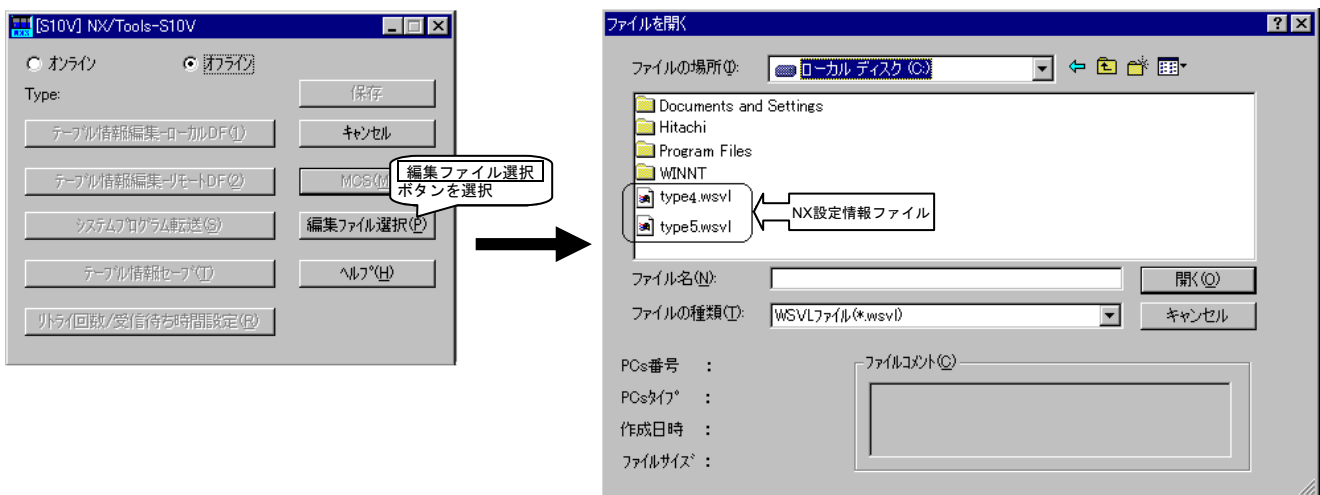 [S10V] NX/Tools-S10V
オンライン
オフライン
Type:
保存
テーブル情報編集-ローカルDF(1)
キャンセル
テーブル情報編集-リモートDF(2)
MCS(M
編集ファイル選択
ボタンを選択
システムプログラム転送(S)
編集ファイル選択(P)
テーブル情報セーブ(T)
ヘルプ(H)
リトライ回数/受信待ち時間設定(R)
ファイルを開く
ファイルの場所(I):
ローカル ディスク (C:)
Documents and Settings
Hitachi
Program Files
WINNT
type4.wsvl
type5.wsvl
NX設定情報ファイル
ファイル名(N):
開く(O)
ファイルの種類(T):
WSVLファイル(*.wsvl)
キャンセル
PCs番号 :
ファイルコメント(C)
PCsタイプ :
作成日時 :
ファイルサイズ :